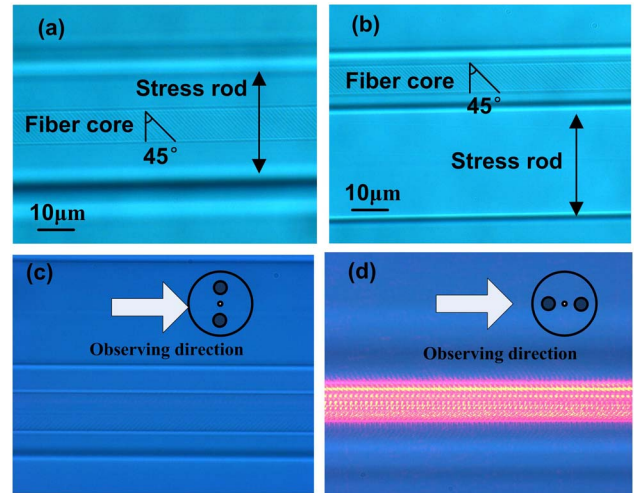 (a)
Stress rod
Fiber core
45°
10μm
(b)
Fiber core
45°
Stress rod
10μm
(c)
Observing direction
(d)
Observing direction